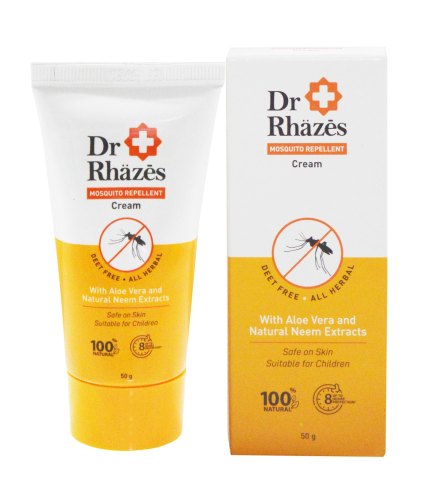 Dr
Rhäzēs
MOSQUITO REPELLENT
Cream
DEET FREE • ALL HERBAL
With Aloe Vera and
Natural Neem Extracts
Safe on Skin
Suitable for Children
100%
NATURAL
8
50 g
Dr
Rhäzēs
MOSQUITO REPELLENT
Cream
DEET FREE • ALL HERBAL
With Aloe Vera and
Natural Neem Extracts
Safe on Skin
Suitable for Children
100%
NATURAL
8
PROTECTION
50 g